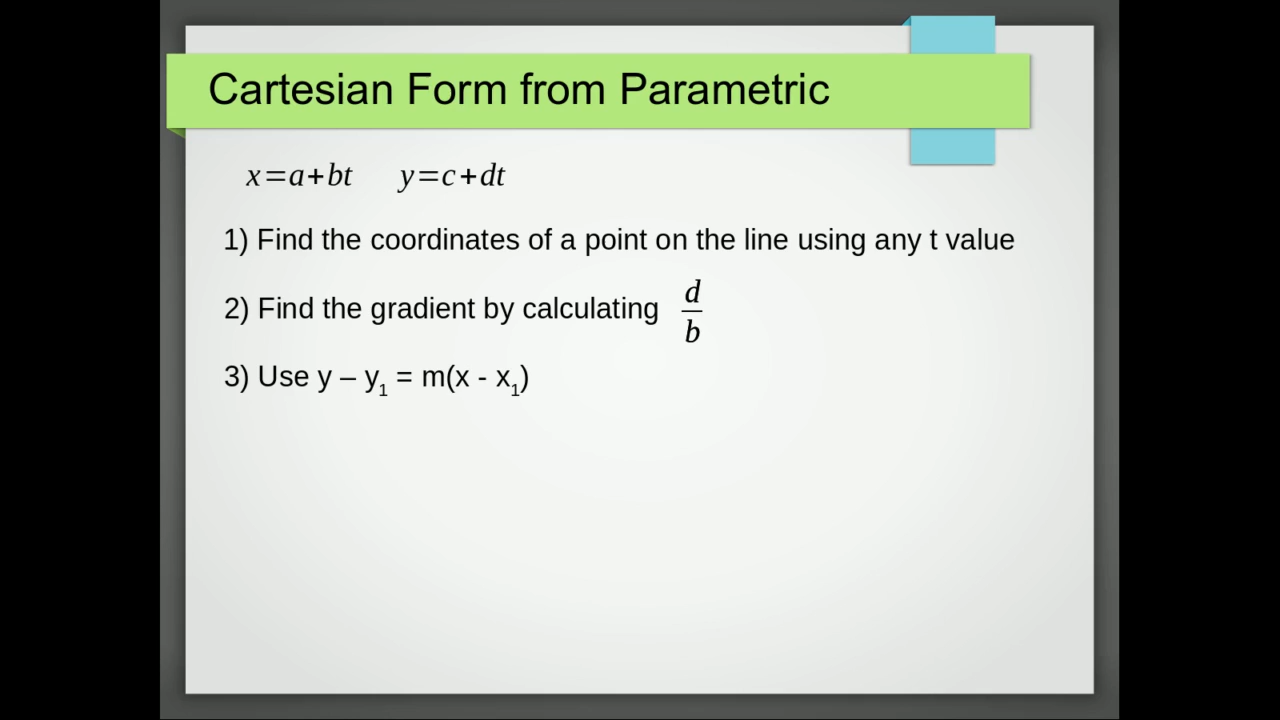 Cartesian Form from Parametric
x=a+bt y=c+dt
1) Find the coordinates of a point on the line using any t value
2) Find the gradient by calculating d/b
3) Use y – y₁ = m(x - x₁)